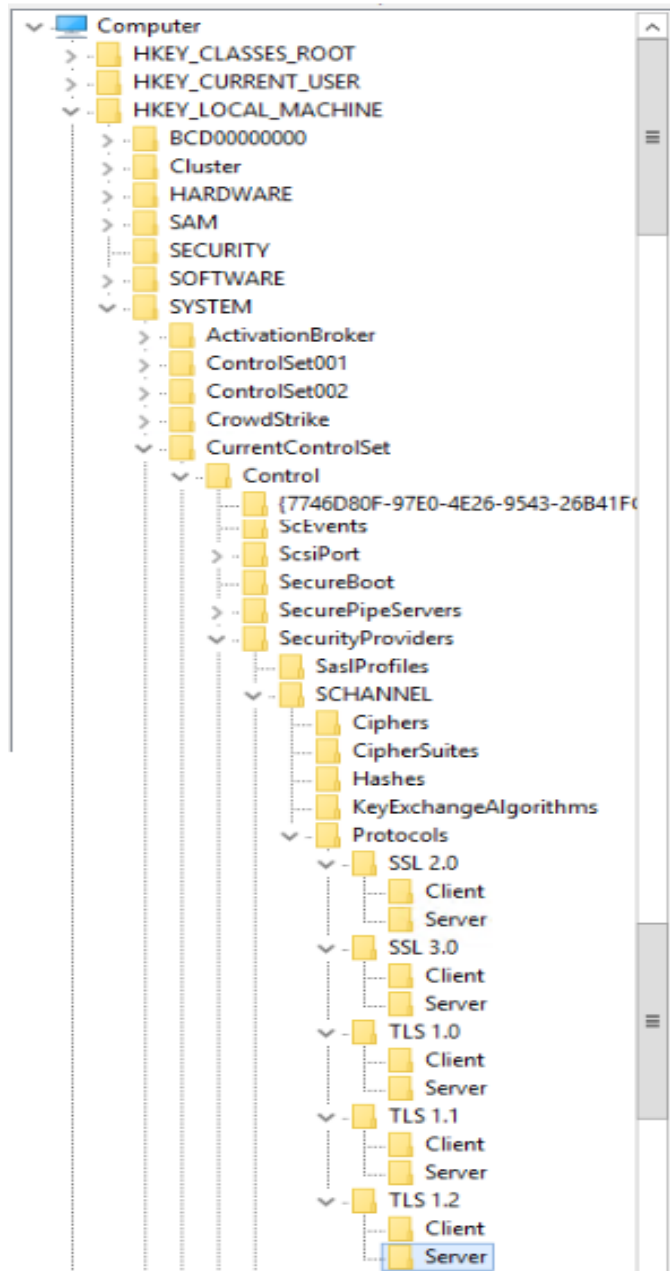 Computer
HKEY_CLASSES_ROOT
HKEY_CURRENT_USER
HKEY_LOCAL_MACHINE
BCD00000000
Cluster
HARDWARE
SAM
SECURITY
SOFTWARE
SYSTEM
ActivationBroker
ControlSet001
ControlSet002
CrowdStrike
CurrentControlSet
Control
{7746D80F-97E0-4E26-9543-26B41F
ScEvents
ScsiPort
SecureBoot
SecurePipeServers
SecurityProviders
SaslProfiles
SCHANNEL
Ciphers
CipherSuites
Hashes
KeyExchangeAlgorithms
Protocols
SSL 2.0
Client
Server
SSL 3.0
Client
Server
TLS 1.0
Client
Server
TLS 1.1
Client
Server
TLS 1.2
Client
Server